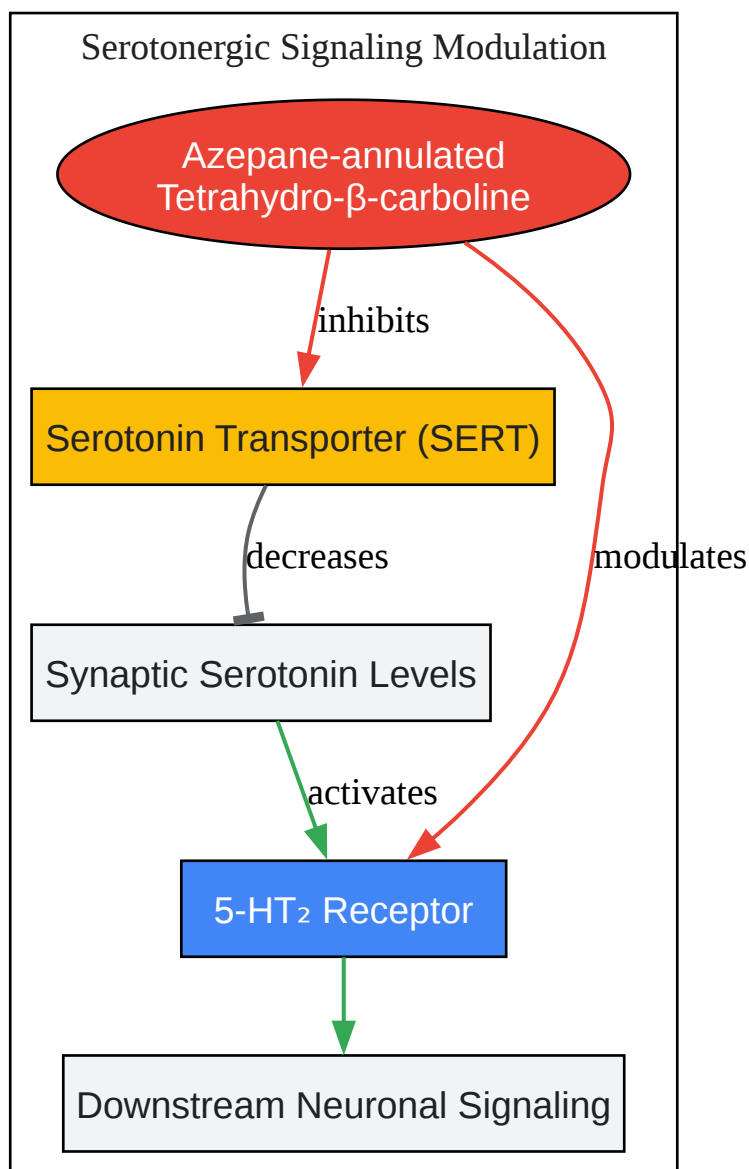 Serotonergic Signaling Modulation
Azepane-annulated
Tetrahydro-β-carboline
inhibits
Serotonin Transporter (SERT)
decreases
modulates
Synaptic Serotonin Levels
activates
5-HT₂ Receptor
Downstream Neuronal Signaling